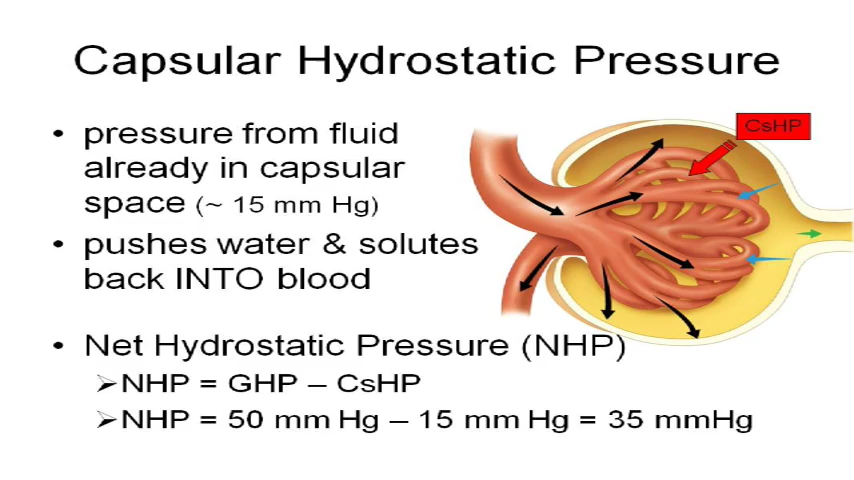 Capsular Hydrostatic Pressure
CsHP
• pressure from fluid
already in capsular
space (~ 15 mm Hg)
• pushes water & solutes
back INTO blood
• Net Hydrostatic Pressure (NHP)
➢NHP = GHP – CsHP
➢NHP = 50 mm Hg – 15 mm Hg = 35 mmHg